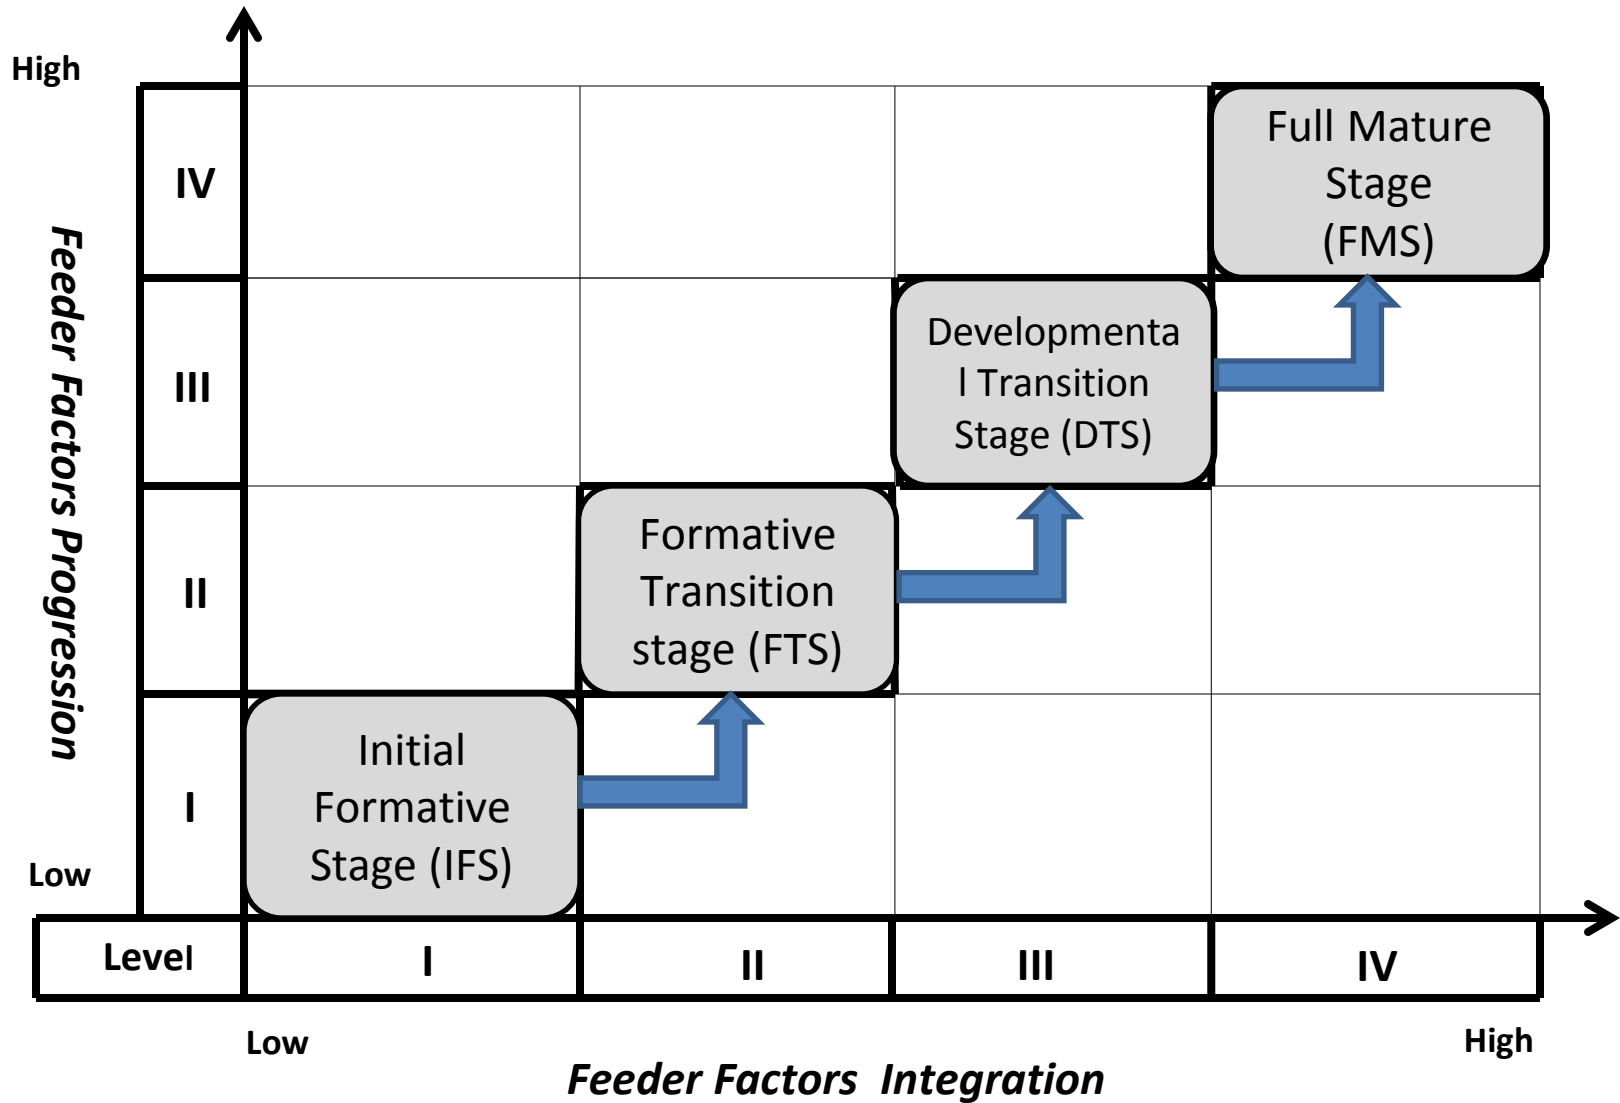 High
IV
Full Mature
Stage
(FMS)
Feeder Factors Progression
III
Developmenta
l Transition
Stage (DTS)
II
Formative
Transition
stage (FTS)
I
Initial
Formative
Stage (IFS)
Low
Level
I
II
III
IV
Low
High
Feeder Factors Integration